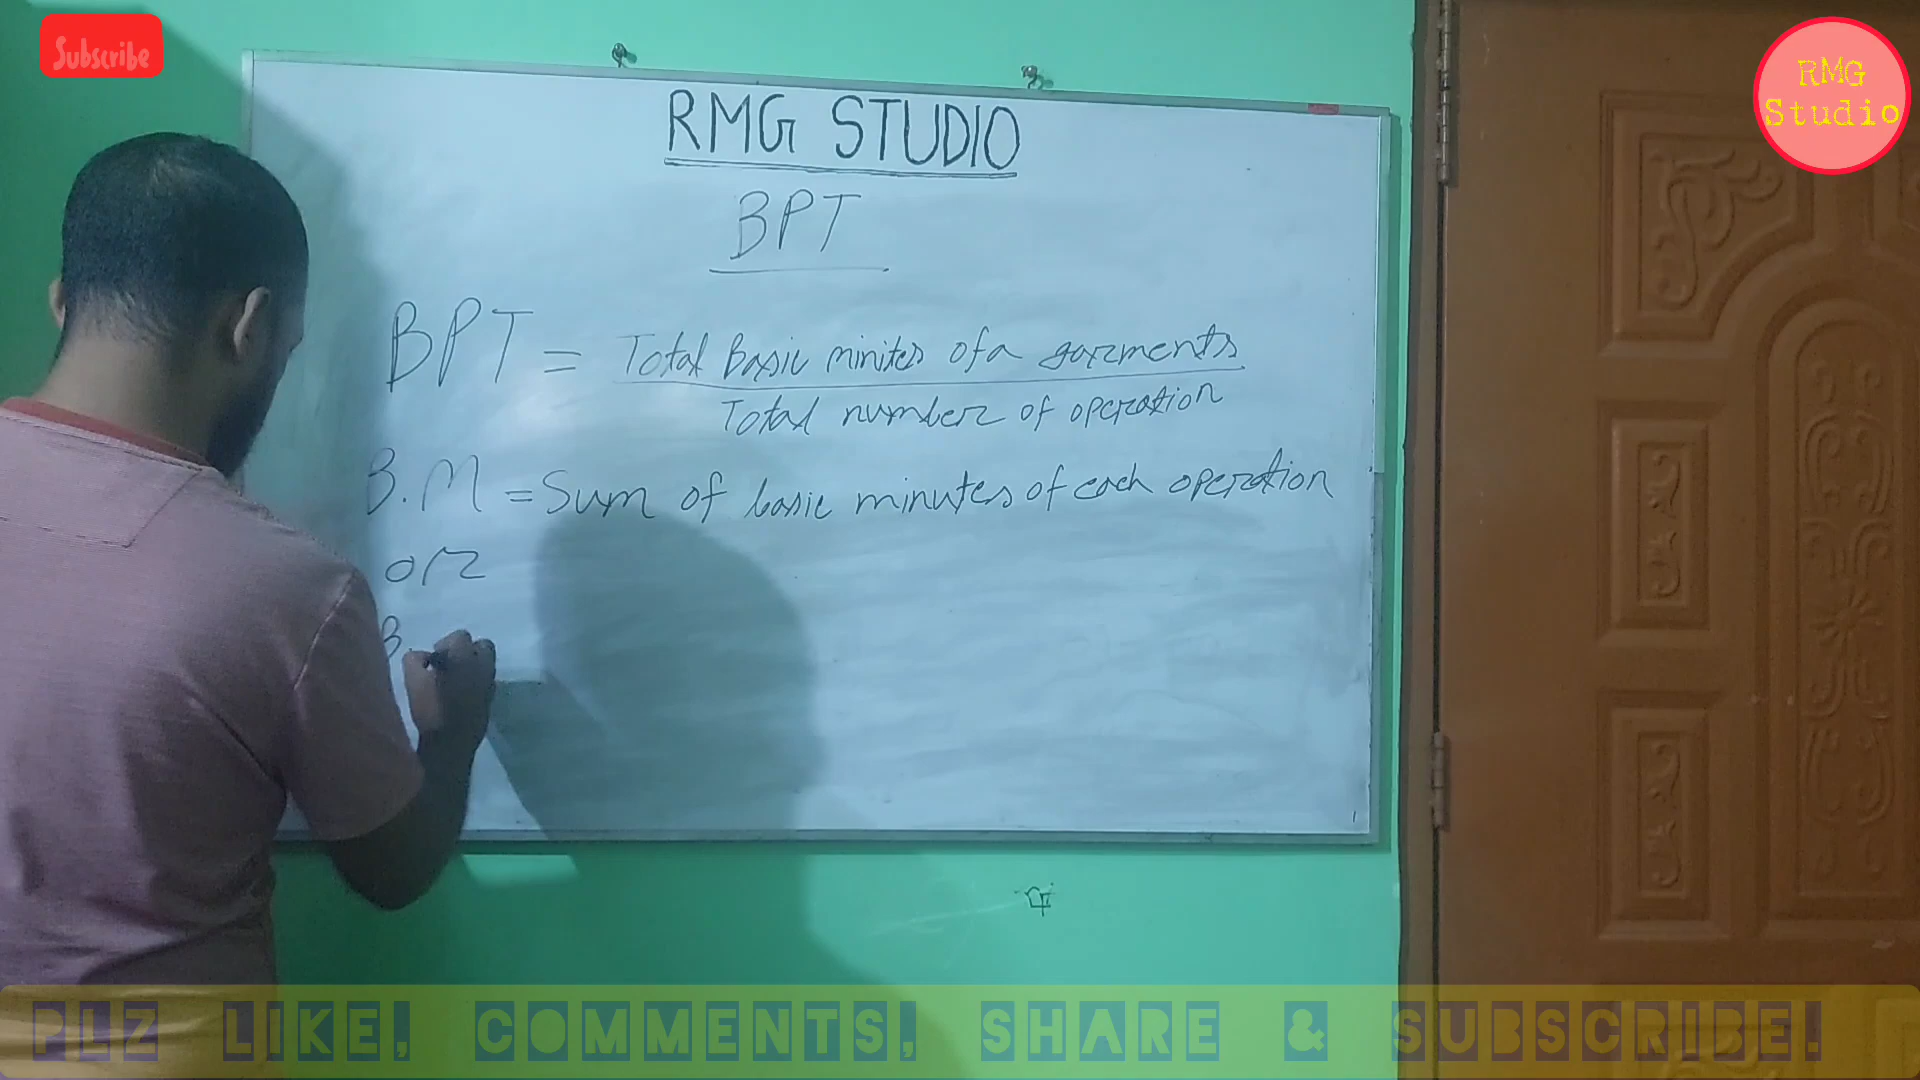 Subscribe
RMG
Studio
RMG STUDIO
BPT
BPT = Total Basic minites of a garments
Total number of operation
B.M = Sum of basic minutes of each operation
or
B.
PLZ LIKE, COMMENTS, SHARE & SUBSCRIBE!